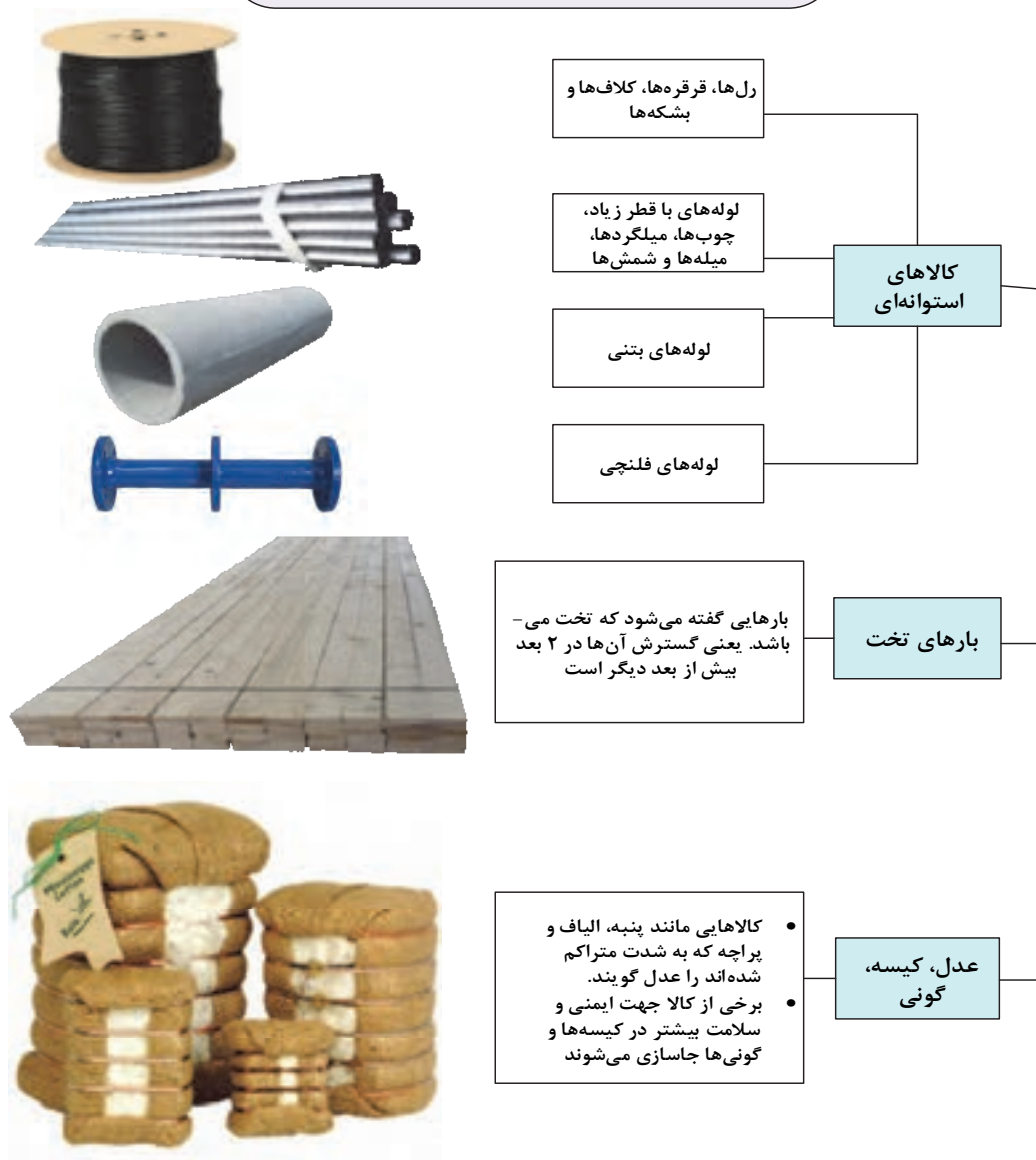 رل‌ها، قرقره‌ها، کلاف‌ها و
بشکه‌ها
لوله‌های با قطر زیاد،
چوب‌ها، میلگردها،
میله‌ها و شمش‌ها
کالاهای
استوانه‌ای
لوله‌های بتنی
لوله‌های فلنچی
بارهایی گفته می‌شود که تخت می-
باشد. یعنی گسترش آن‌ها در ۲ بعد
بیش از بعد دیگر است
بارهای تخت
• کالاهایی مانند پنبه، الیاف و
پراچه که به شدت متراکم
شده‌اند را عدل گویند.
• برخی از کالا جهت ایمنی و
سلامت بیشتر در کیسه‌ها و
گونی‌ها جاسازی می‌شوند
عدل، کیسه،
گونی